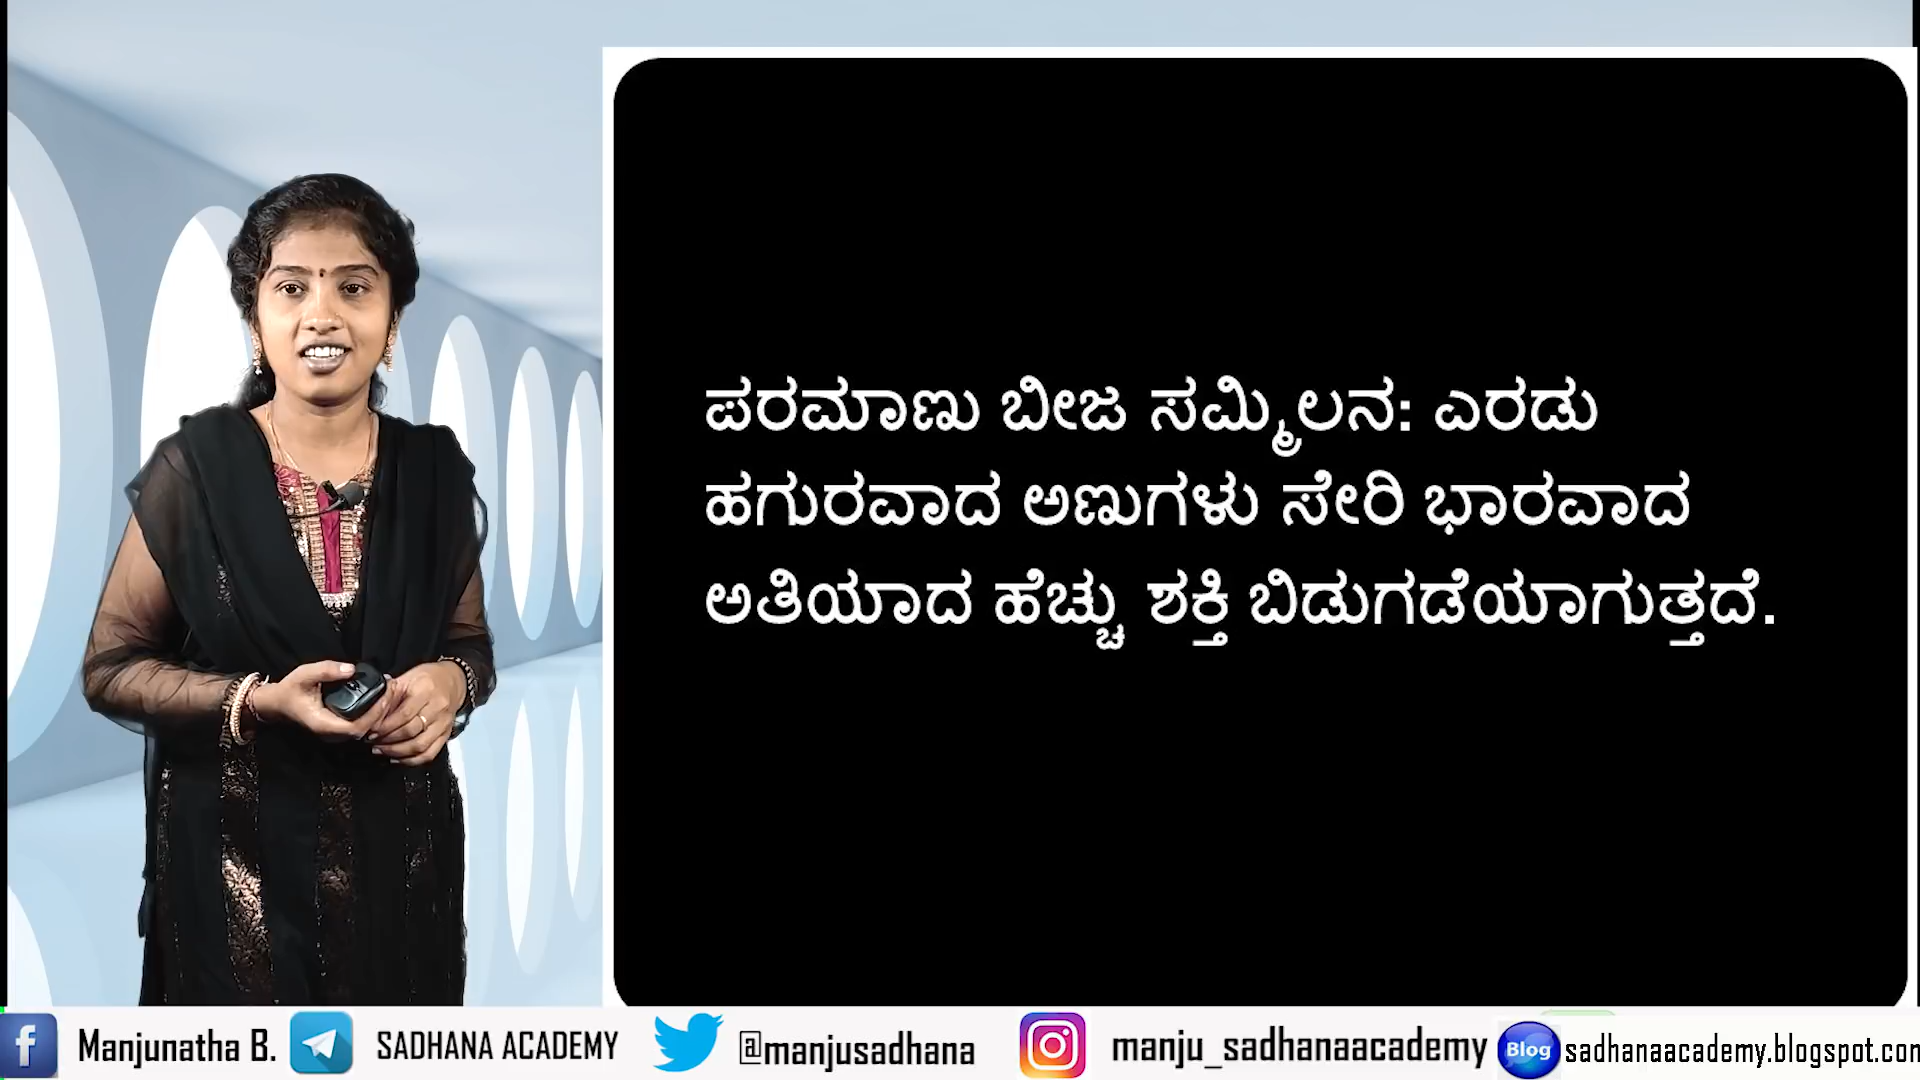 ಪರಮಾಣು ಬೀಜ ಸಮ್ಮಿಲನ: ಎರಡು
ಹಗುರವಾದ ಅಣುಗಳು ಸೇರಿ ಭಾರವಾದ
ಅತಿಯಾದ ಹೆಚ್ಚು ಶಕ್ತಿ ಬಿಡುಗಡೆಯಾಗುತ್ತದೆ.
f Manjunatha B. SADHANA ACADEMY @manjusadhana manju_sadhanaacademy Blog sadhanaacademy.blogspot.con